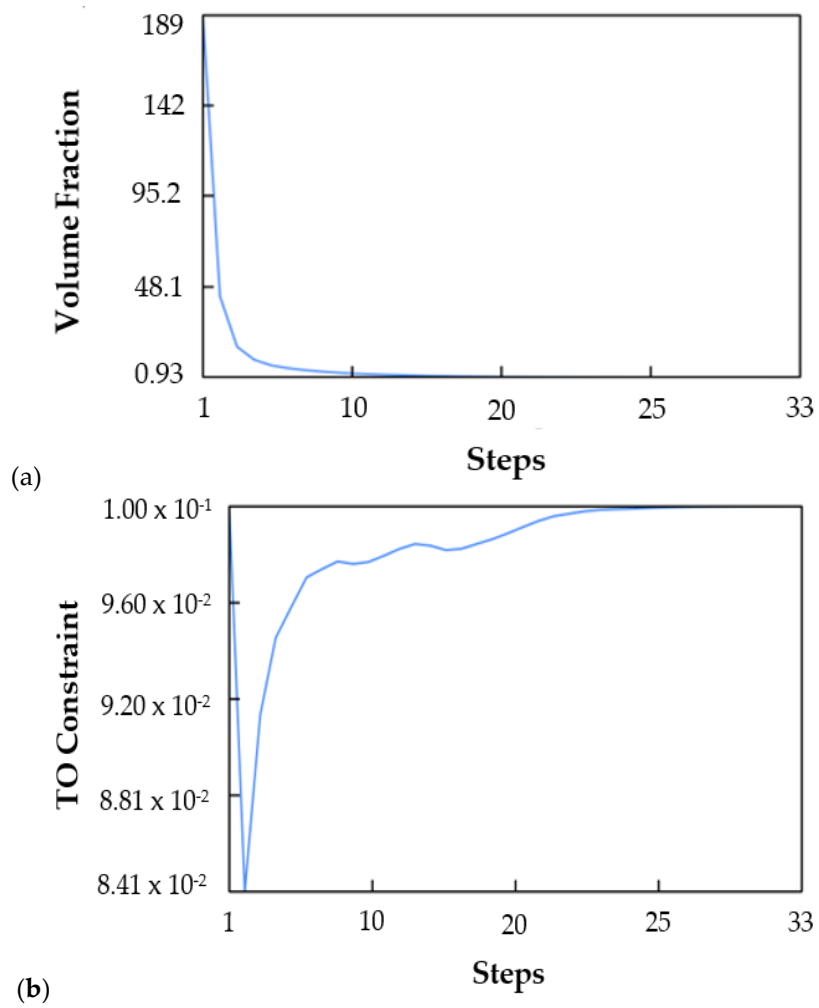 189
142
95.2
48.1
0.93
Volume Fraction
1 10 20 25 33
Steps
(a)
1.00 x 10⁻¹
9.60 x 10⁻²
9.20 x 10⁻²
8.81 x 10⁻²
8.41 x 10⁻²
TO Constraint
1 10 20 25 33
Steps
(b)